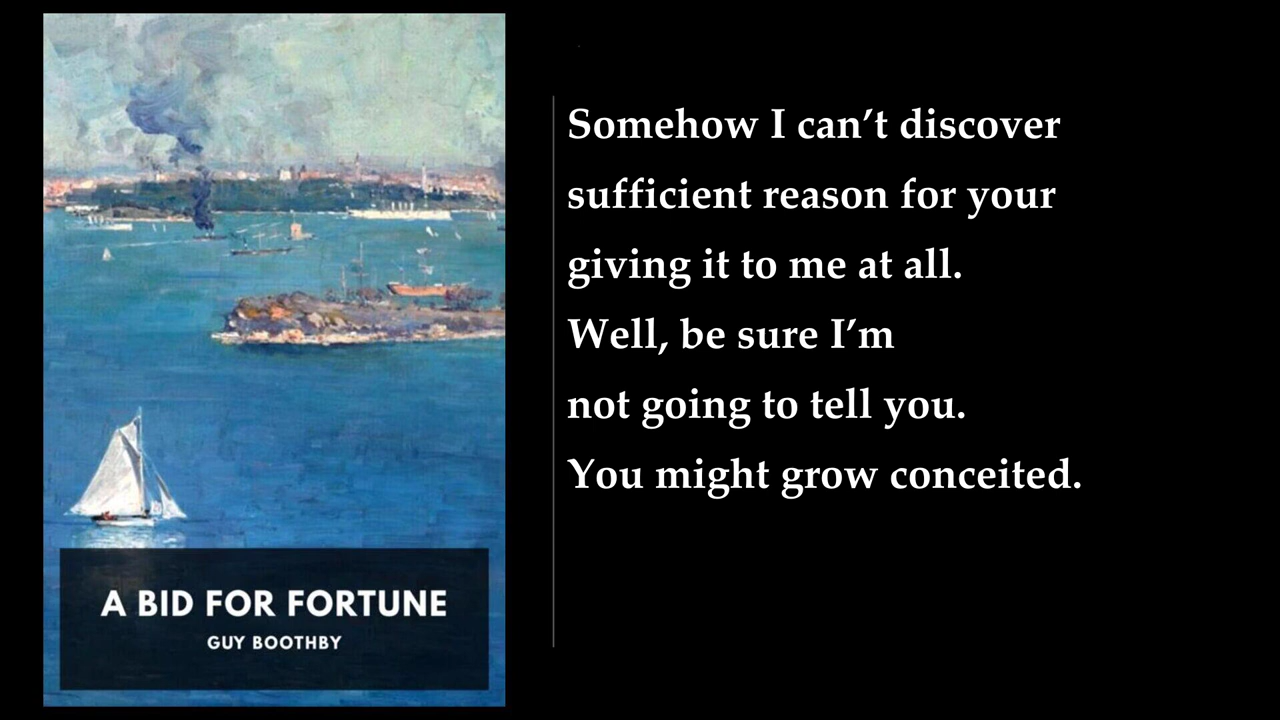 Somehow I can’t discover
sufficient reason for your
giving it to me at all.
Well, be sure I’m
not going to tell you.
You might grow conceited.
A BID FOR FORTUNE
GUY BOOTHBY